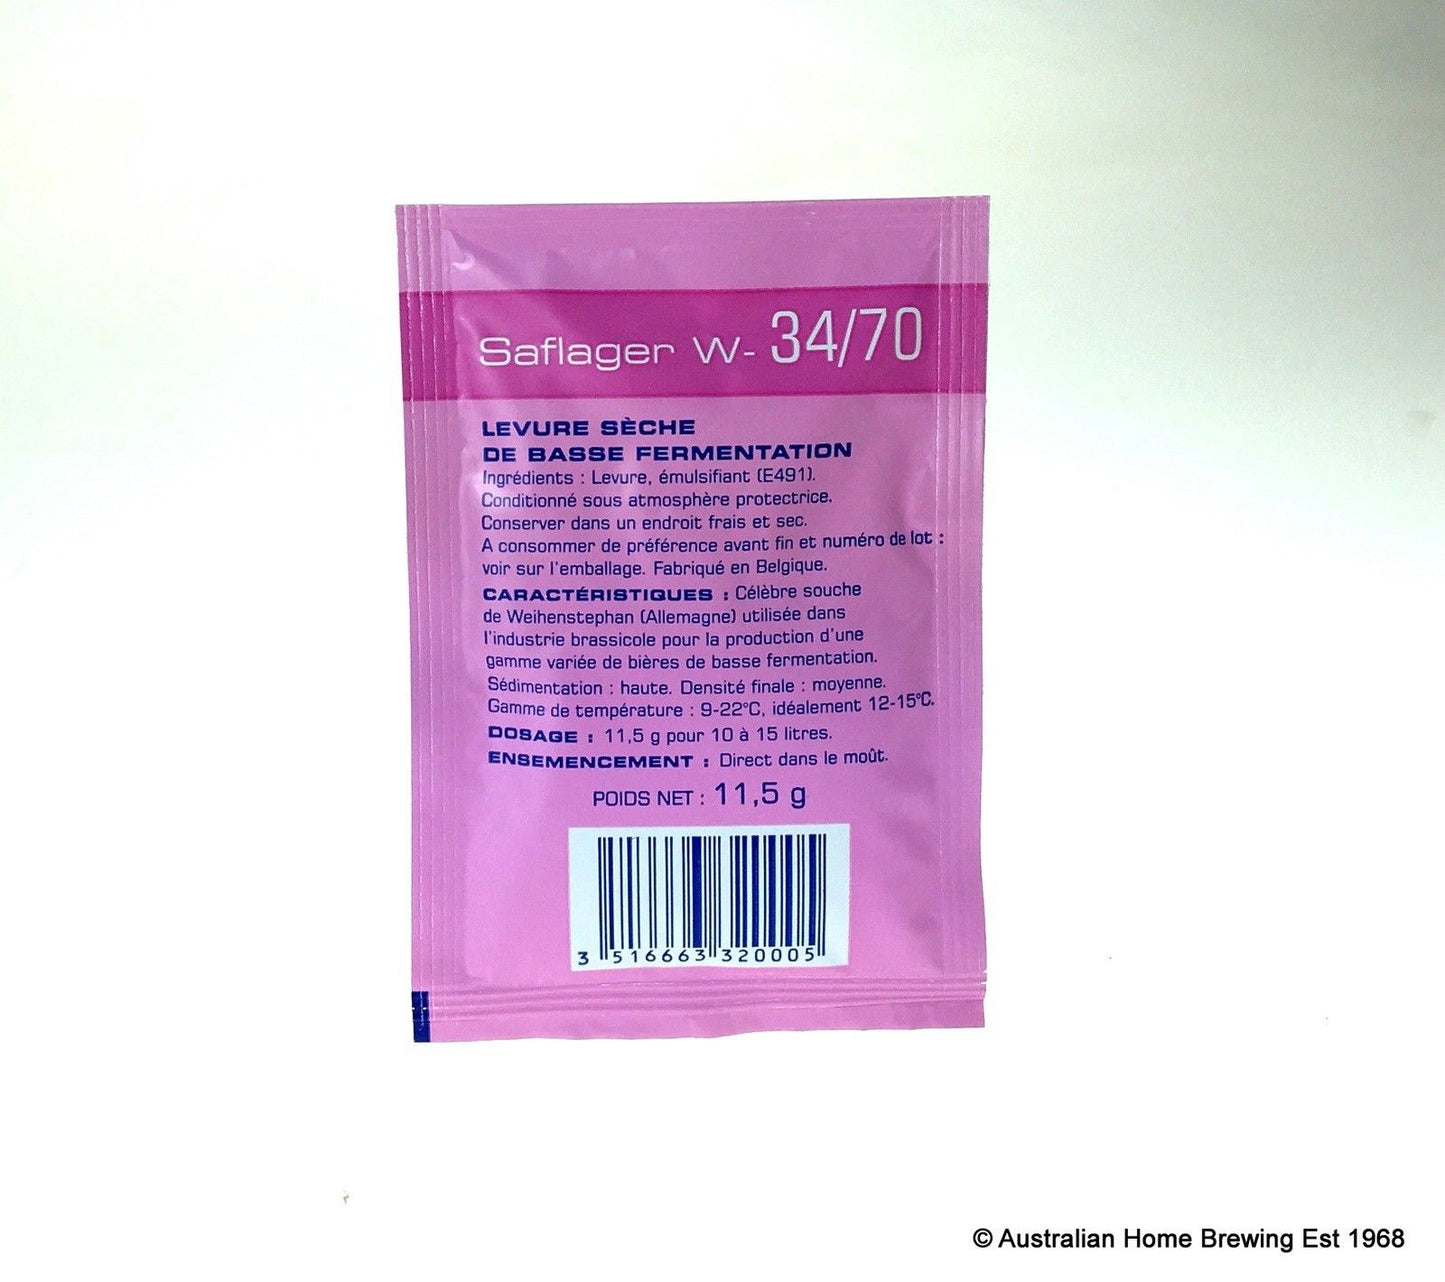 Saflager W- 34/70
LEVURE SÈCHE
DE BASSE FERMENTATION
Ingrédients : Levure, émulsifiant (E491).
Conditionné sous atmosphère protectrice.
Conserver dans un endroit frais et sec.
A consommer de préférence avant fin et numéro de lot :
voir sur l'emballage. Fabriqué en Belgique.
CARACTÉRISTIQUES : Célèbre souche
de Weihenstephan (Allemagne) utilisée dans
l'industrie brassicole pour la production d'une
gamme variée de bières de basse fermentation.
Sédimentation : haute. Densité finale : moyenne.
Gamme de température : 9-22°C, idéalement 12-15°C.
DOSAGE : 11,5 g pour 10 à 15 litres.
ENSEMENCEMENT : Direct dans le moût.
POIDS NET : 11,5 g
3 516663 320005
© Australian Home Brewing Est 1968